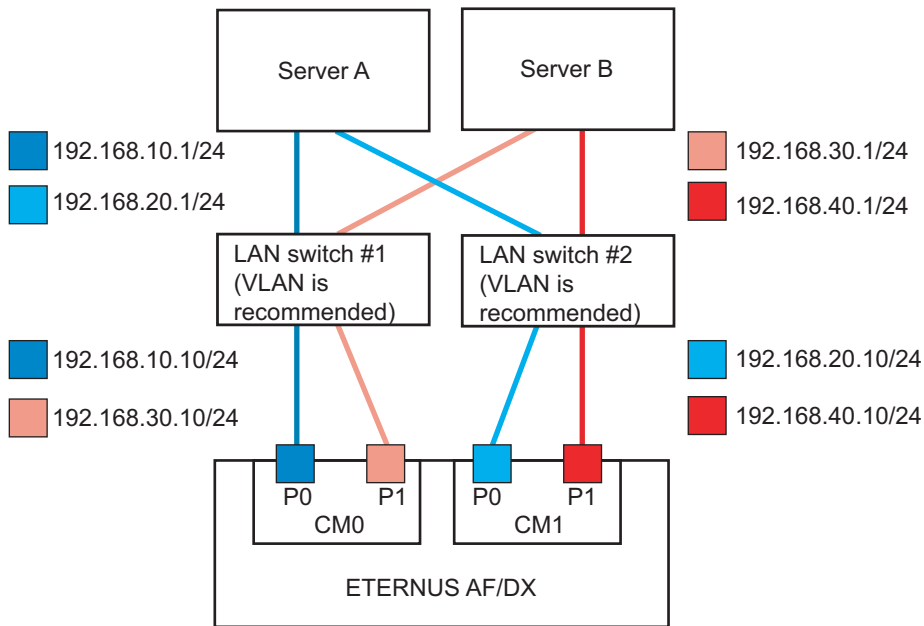 Server A
Server B
192.168.10.1/24
192.168.20.1/24
192.168.30.1/24
192.168.40.1/24
LAN switch #1
(VLAN is
recommended)
LAN switch #2
(VLAN is
recommended)
192.168.10.10/24
192.168.30.10/24
192.168.20.10/24
192.168.40.10/24
P0
P1
CM0
P0
P1
CM1
ETERNUS AF/DX